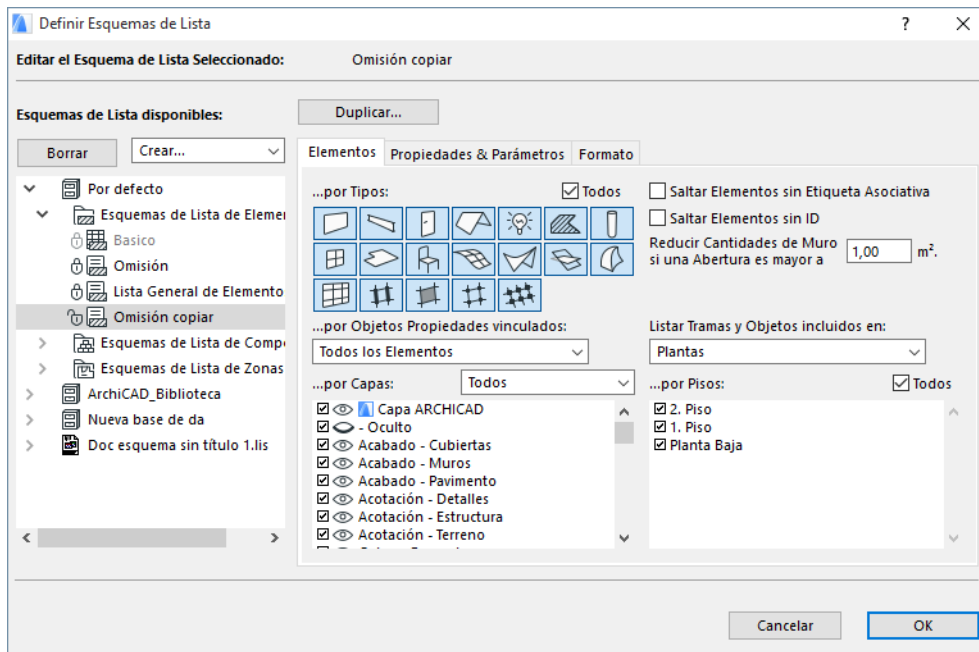 Definir Esquemas de Lista
?
Editar el Esquema de Lista Seleccionado: Omisión copiar
Esquemas de Lista disponibles:
Duplicar...
Borrar
Crear...
Elementos
Propiedades & Parámetros
Formato
Por defecto
Esquemas de Lista de Elemen
Basico
Omisión
Lista General de Elemento
Omisión copiar
Esquemas de Lista de Comp
Esquemas de Lista de Zonas
ArchiCAD_Biblioteca
Nueva base de da
Doc esquema sin título 1.lis
...por Tipos:
Todos
Saltar Elementos sin Etiqueta Asociativa
Saltar Elementos sin ID
Reducir Cantidades de Muro
si una Abertura es mayor a
1,00 m².
...por Objetos Propiedades vinculados:
Todos los Elementos
Listar Tramas y Objetos incluidos en:
Plantas
...por Capas:
Todos
Capa ARCHICAD
- Oculto
Acabado - Cubiertas
Acabado - Muros
Acabado - Pavimento
Acotación - Detalles
Acotación - Estructura
Acotación - Terreno
...por Pisos:
Todos
2. Piso
1. Piso
Planta Baja
Cancelar
OK